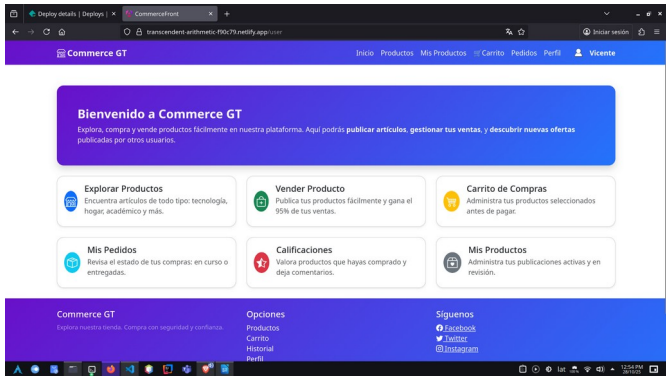 Deploy details | Deploys |
CommerceFront
transcendent-arithmetic-f90c79.netlify.app/user
Iniciar sesión
Commerce GT
Inicio Productos Mis Productos Carrito Pedidos Perfil Vicente
Bienvenido a Commerce GT
Explora, compra y vende productos fácilmente en nuestra plataforma. Aquí podrás publicar artículos, gestionar tus ventas, y descubrir nuevas ofertas
publicadas por otros usuarios.
Explorar Productos
Encuentra artículos de todo tipo: tecnología,
hogar, académico y más.
Vender Producto
Publica tus productos fácilmente y gana el
95% de tus ventas.
Carrito de Compras
Administra tus productos seleccionados
antes de pagar.
Mis Pedidos
Revisa el estado de tus compras: en curso o
entregadas.
Calificaciones
Valora productos que hayas comprado y
deja comentarios.
Mis Productos
Administra tus publicaciones activas y en
revisión.
Commerce GT
Explora nuestra tienda. Compra con seguridad y confianza.
Opciones
Productos
Carrito
Historial
Perfil
Síguenos
Facebook
Twitter
Instagram
lat
12:54 PM
28/10/25